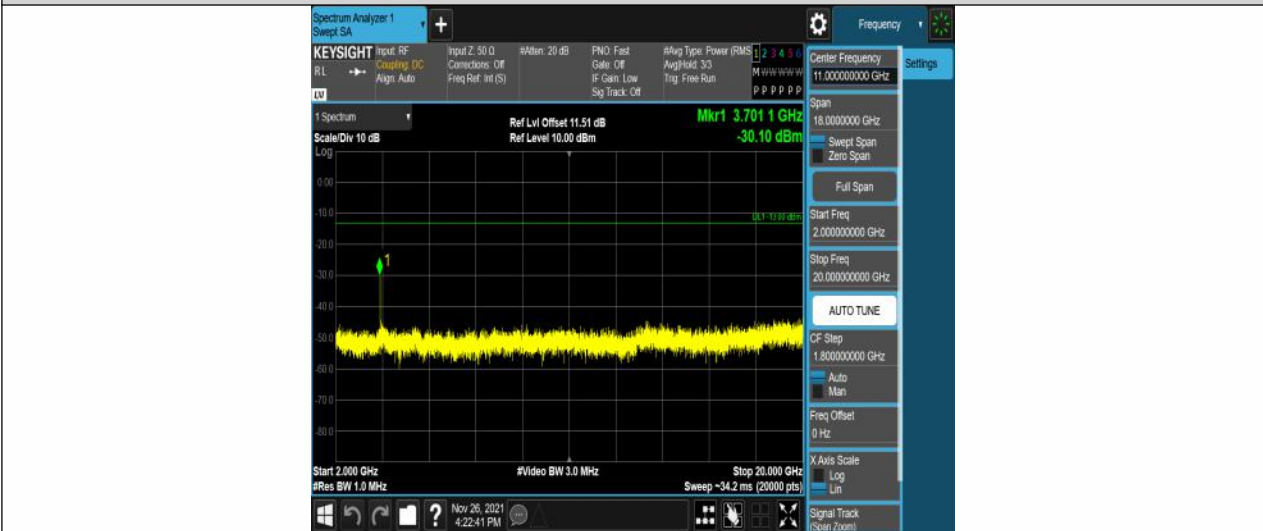 Spectrum Analyzer 1
Swept SA
Frequency
KEYSIGHT
Input: RF
Coupling: DC
Align: Auto
Input Z: 50 Ω
Corrections: Off
Freq Ref: Int (S)
#Atten: 20 dB
PNO: Fast
Gate: Off
IF Gain: Low
Sig Track: Off
#Avg Type: Power (RMS
Avg|Hold: 3/3
Trig: Free Run
1 2 3 4 5 6
M W W W W W
P P P P P P
RL
LV
1 Spectrum
Scale/Div 10 dB
Log
Ref Lvl Offset 11.51 dB
Ref Level 10.00 dBm
Mkr1 3.701 1 GHz
-30.10 dBm
0.00
-10.0
DL1 -13.00 dBm
-20.0
1
-30.0
-40.0
-50.0
-60.0
-70.0
-80.0
Start 2.000 GHz
#Res BW 1.0 MHz
#Video BW 3.0 MHz
Stop 20.000 GHz
Sweep ~34.2 ms (20000 pts)
Nov 26, 2021
4:22:41 PM
Center Frequency
11.000000000 GHz
Settings
Span
18.0000000 GHz
Swept Span
Zero Span
Full Span
Start Freq
2.000000000 GHz
Stop Freq
20.000000000 GHz
AUTO TUNE
CF Step
1.800000000 GHz
Auto
Man
Freq Offset
0 Hz
X Axis Scale
Log
Lin
Signal Track
(Span Zoom)